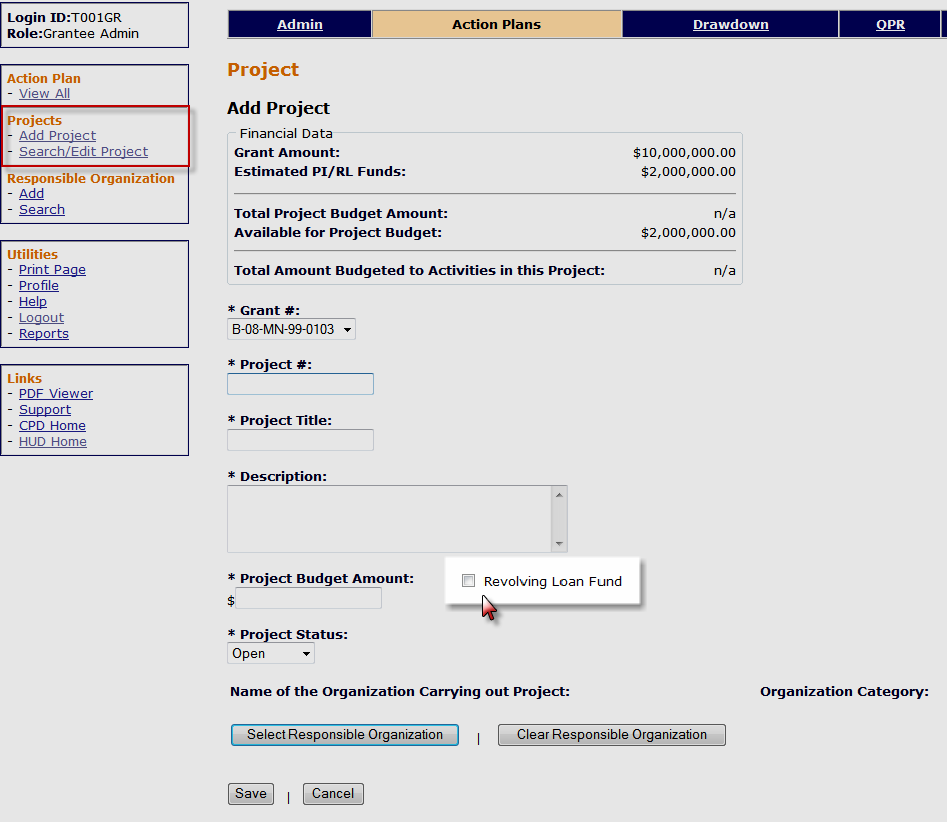 Login ID:T001GR
Role:Grantee Admin
Admin
Action Plans
Drawdown
QPR
Action Plan
- View All
Projects
- Add Project
- Search/Edit Project
Responsible Organization
- Add
- Search
Utilities
- Print Page
- Profile
- Help
- Logout
- Reports
Links
- PDF Viewer
- Support
- CPD Home
- HUD Home
Project
Add Project
Financial Data
Grant Amount: $10,000,000.00
Estimated PI/RL Funds: $2,000,000.00
Total Project Budget Amount: n/a
Available for Project Budget: $2,000,000.00
Total Amount Budgeted to Activities in this Project: n/a
* Grant #:
B-08-MN-99-0103
* Project #:
* Project Title:
* Description:
* Project Budget Amount:
$
Revolving Loan Fund
* Project Status:
Open
Name of the Organization Carrying out Project: Organization Category:
Select Responsible Organization | Clear Responsible Organization
Save | Cancel